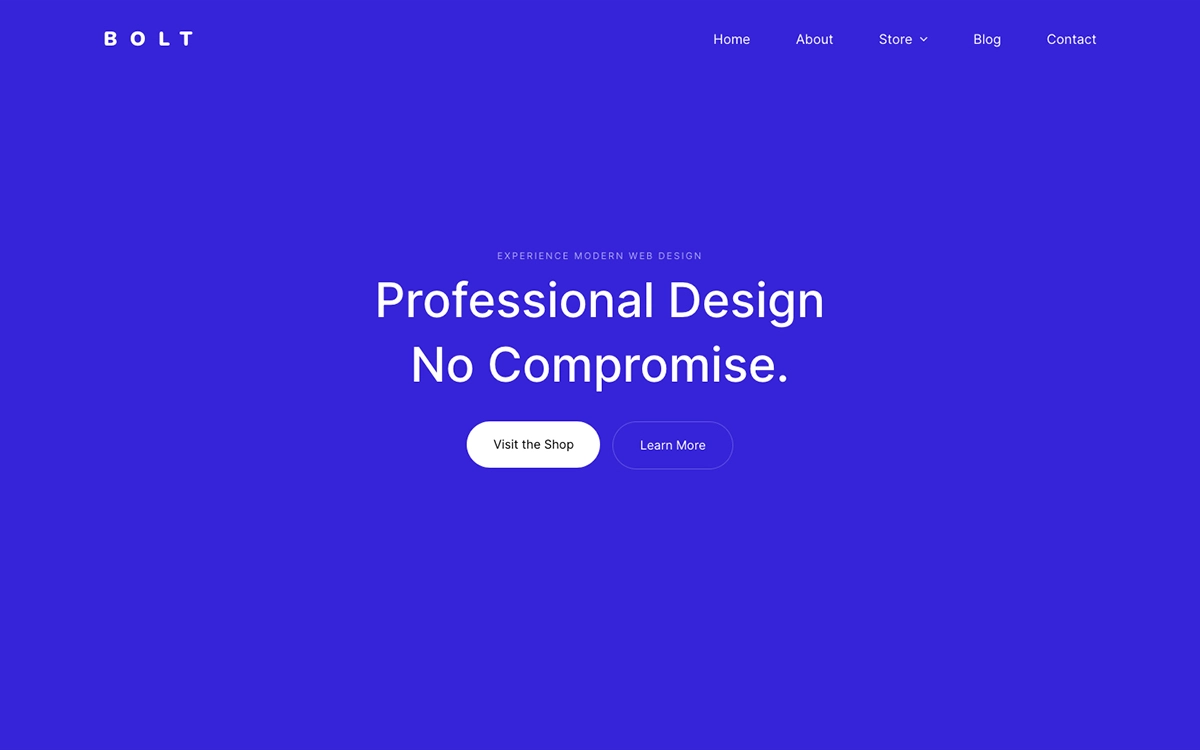 BOLT
Home About Store Blog Contact
EXPERIENCE MODERN WEB DESIGN
Professional Design
No Compromise.
Visit the Shop Learn More